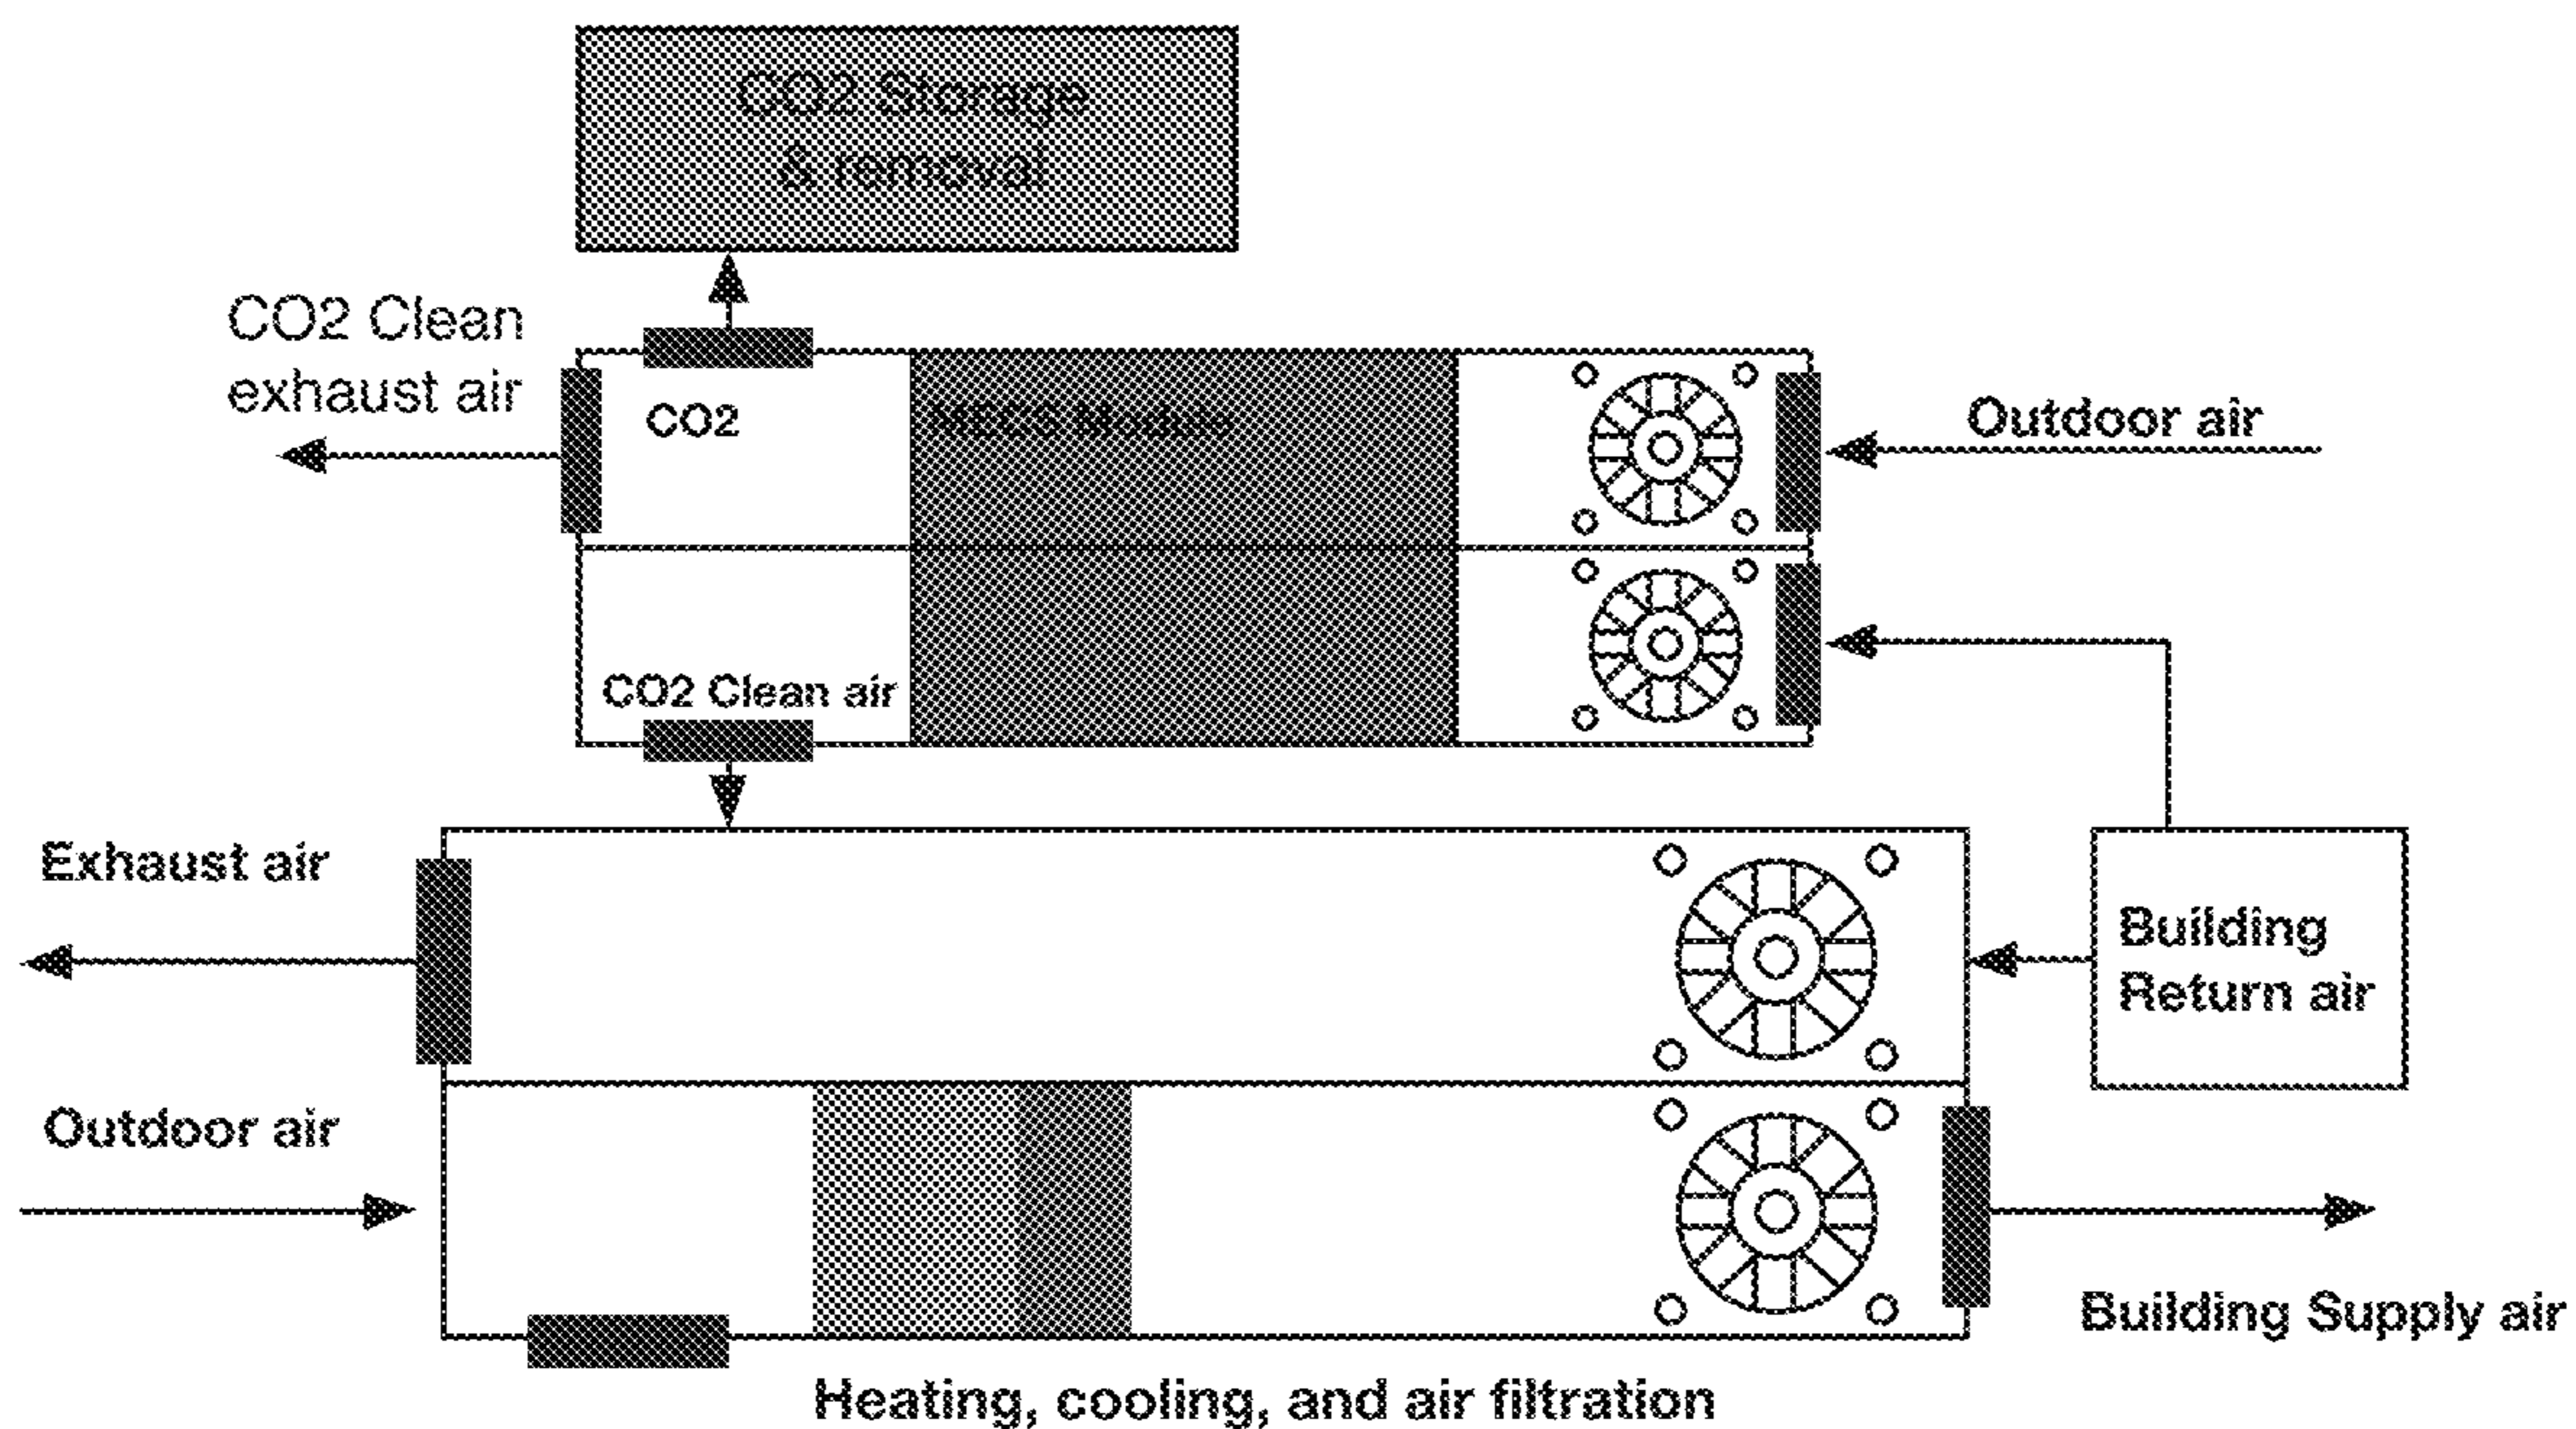 CO2 Storage
& removal
CO2 Clean
exhaust air
CO2
MECS Module
Outdoor air
CO2 Clean air
Exhaust air
Building
Return air
Outdoor air
Building Supply air
Heating, cooling, and air filtration